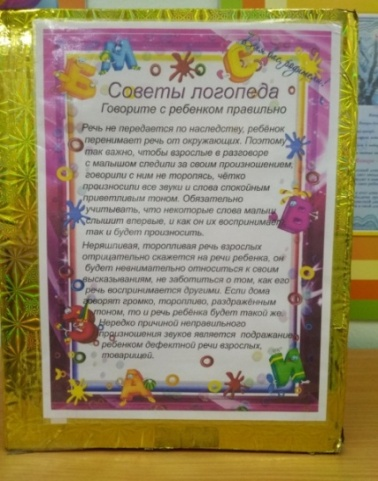 Для вас, родители!
Советы логопеда
Говорите с ребенком правильно
Речь не передается по наследству, ребёнок
перенимает речь от окружающих. Поэтому
так важно, чтобы взрослые в разговоре
с малышом следили за своим произношением,
говорили с ним не торопясь, чётко
произносили все звуки и слова спокойным
приветливым тоном. Обязательно
учитывать, что некоторые слова малыш
слышит впервые, и как он их воспринимает
так и будет произносить.
Неряшливая, торопливая речь взрослых
отрицательно скажется на речи ребенка, он
будет невнимательно относиться к своим
высказываниям, не заботиться о том, как его
речь воспринимается другими. Если дома
говорят громко, торопливо, раздражённым
тоном, то и речь ребёнка будет такой же.
Нередко причиной неправильного
произношения звуков является подражание
ребенком дефектной речи взрослых,
товарищей.